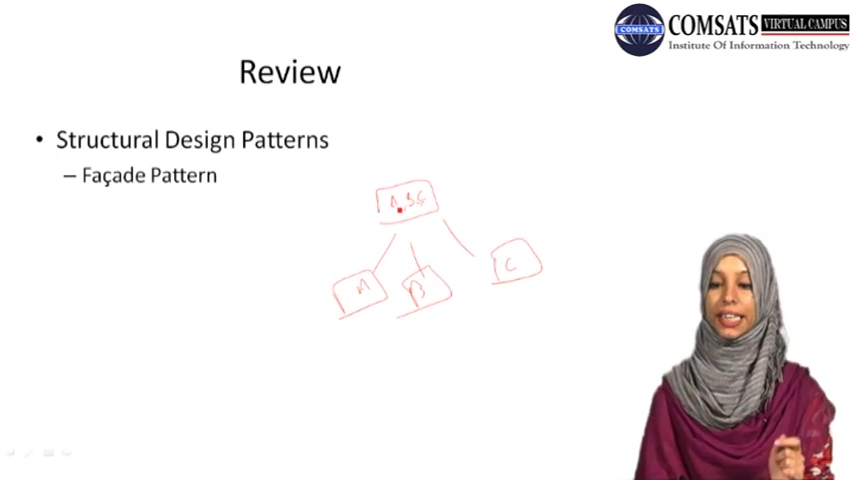 COMSATS VIRTUAL CAMPUS
COMSATS
Institute Of Information Technology
Review
• Structural Design Patterns
– Façade Pattern
A, B C
A
B
C